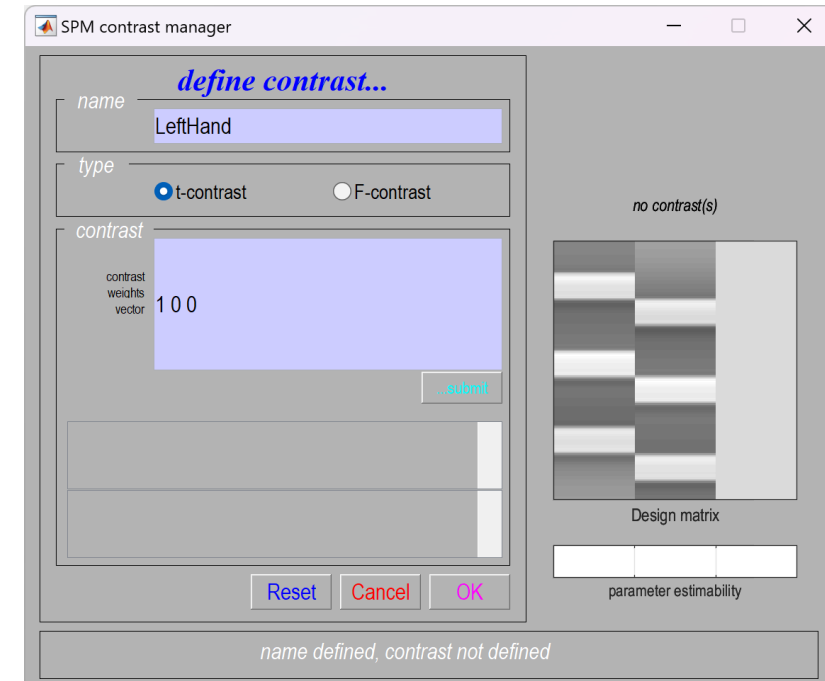 SPM contrast manager
define contrast...
name
LeftHand
type
t-contrast
F-contrast
no contrast(s)
contrast
contrast
weights
vector
1 0 0
...submit
Design matrix
Reset
Cancel
OK
parameter estimability
name defined, contrast not defined